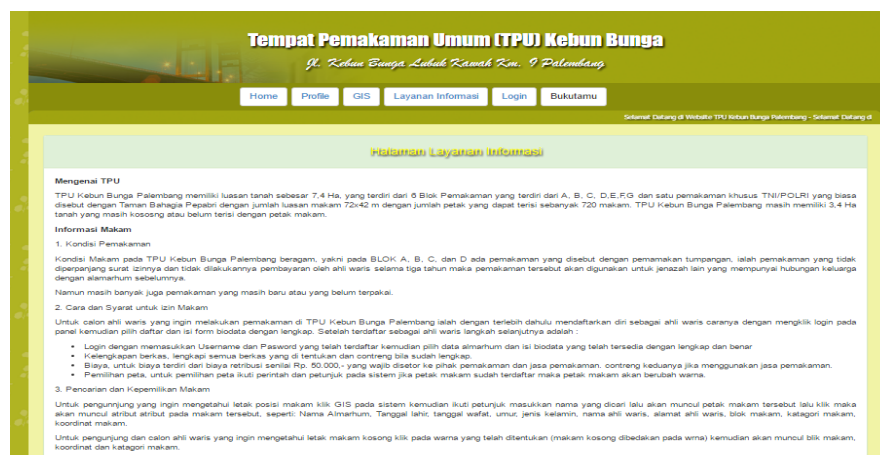 Tempat Pemakaman Umum (TPU) Kebun Bunga
Jl. Kebun Bunga Lubuk Kawah Km. 9 Palembang
Home Profile GIS Layanan Informasi Login Bukutamu
Selamat Datang di Website TPU Kebun Bunga Palembang - Selamat Datang di
Halaman Layanan Informasi
Mengenai TPU
TPU Kebun Bunga Palembang memiliki luasan tanah sebesar 7,4 Ha, yang terdiri dari 6 Blok Pemakaman yang terdiri dari A, B, C, D,E,F,G dan satu pemakaman khusus TNI/POLRI yang biasa
disebut dengan Taman Bahagia Pepabri dengan jumlah luasan makam 72x42 m dengan jumlah petak yang dapat terisi sebanyak 720 makam. TPU Kebun Bunga Palembang masih memiliki 3,4 Ha
tanah yang masih kososng atau belum terisi dengan petak makam.
Informasi Makam
1. Kondisi Pemakaman
Kondisi Makam pada TPU Kebun Bunga Palembang beragam, yakni pada BLOK A, B, C, dan D ada pemakaman yang disebut dengan pemamakan tumpangan, ialah pemakaman yang tidak
diperpanjang surat izinnya dan tidak dilakukannya pembayaran oleh ahli waris selama tiga tahun maka pemakaman tersebut akan digunakan untuk jenazah lain yang mempunyai hubungan keluarga
dengan alamarhum sebelumnya.
Namun masih banyak juga pemakaman yang masih baru atau yang belum terpakai.
2. Cara dan Syarat untuk izin Makam
Untuk calon ahli waris yang ingin melakukan pemakaman di TPU Kebun Bunga Palembang ialah dengan terlebih dahulu mendaftarkan diri sebagai ahli waris caranya dengan mengklik login pada
panel kemudian pilih daftar dan isi form biodata dengan lengkap. Setelah terdaftar sebagai ahli waris langkah selanjutnya adalah :
• Login dengan memasukkan Username dan Pasword yang telah terdaftar kemudian pilih data almarhum dan isi biodata yang telah tersedia dengan lengkap dan benar
• Kelengkapan berkas, lengkapi semua berkas yang di tentukan dan contreng bila sudah lengkap.
• Biaya, untuk biaya terdiri dari biaya retribusi senilai Rp. 50.000,- yang wajib disetor ke pihak pemakaman dan jasa pemakaman. contreng keduanya jika menggunakan jasa pemakaman.
• Pemilihan peta, untuk pemilihan peta ikuti perintah dan petunjuk pada sistem jika petak makam sudah terdaftar maka petak makam akan berubah warna.
3. Pencarian dan Kepemilikan Makam
Untuk pengunnjung yang ingin mengetahui letak posisi makam klik GIS pada sistem kemudian ikuti petunjuk masukkan nama yang dicari lalu akan muncul petak makam tersebut lalu klik maka
akan muncul atribut atribut pada makam tersebut, seperti: Nama Almarhum, Tanggal lahir, tanggal wafat, umur, jenis kelamin, nama ahli waris, alamat ahli waris, blok makam, katagori makam,
koordinat makam.
Untuk pengunjung dan calon ahli waris yang ingin mengetahui letak makam kosong klik pada warna yang telah ditentukan (makam kosong dibedakan pada wrna) kemudian akan muncul blik makam,
koordinat dan katagori makam.